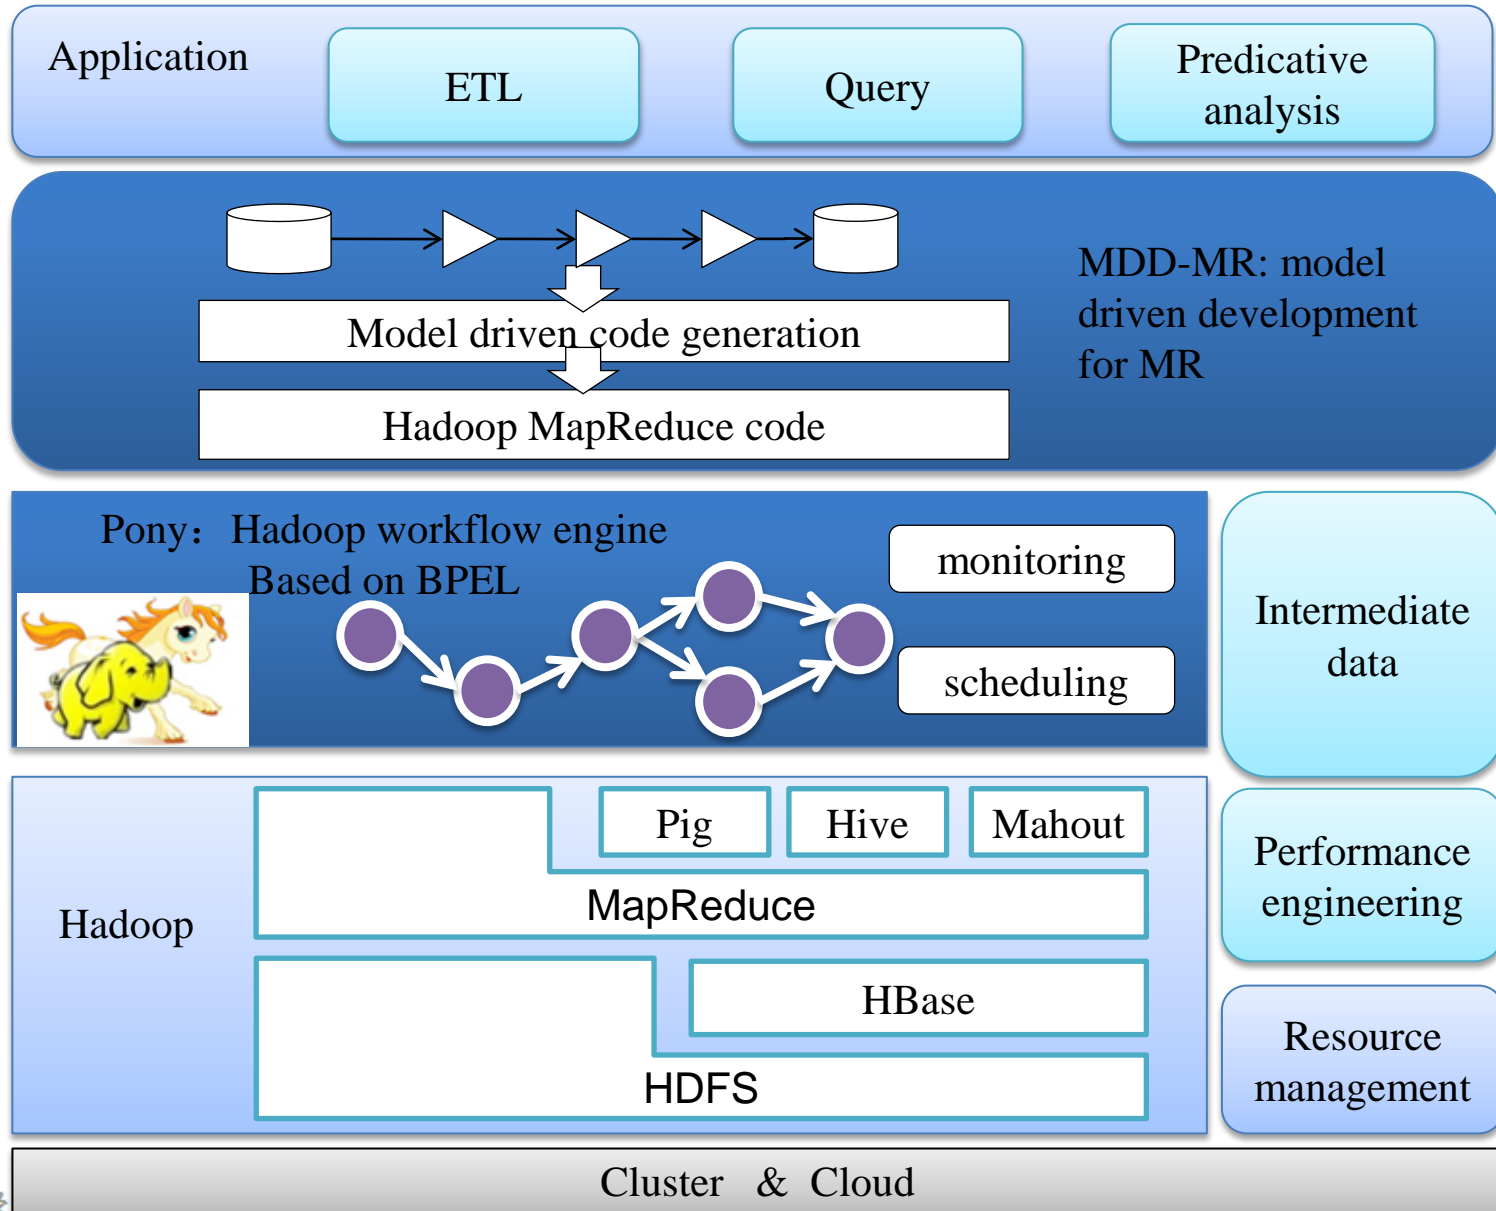 Application
ETL
Query
Predicative
analysis
MDD-MR: model
driven development
for MR
Model driven code generation
Hadoop MapReduce code
Pony：Hadoop workflow engine
Based on BPEL
monitoring
scheduling
Intermediate
data
Hadoop
Pig
Hive
Mahout
MapReduce
HBase
HDFS
Performance
engineering
Resource
management
Cluster & Cloud